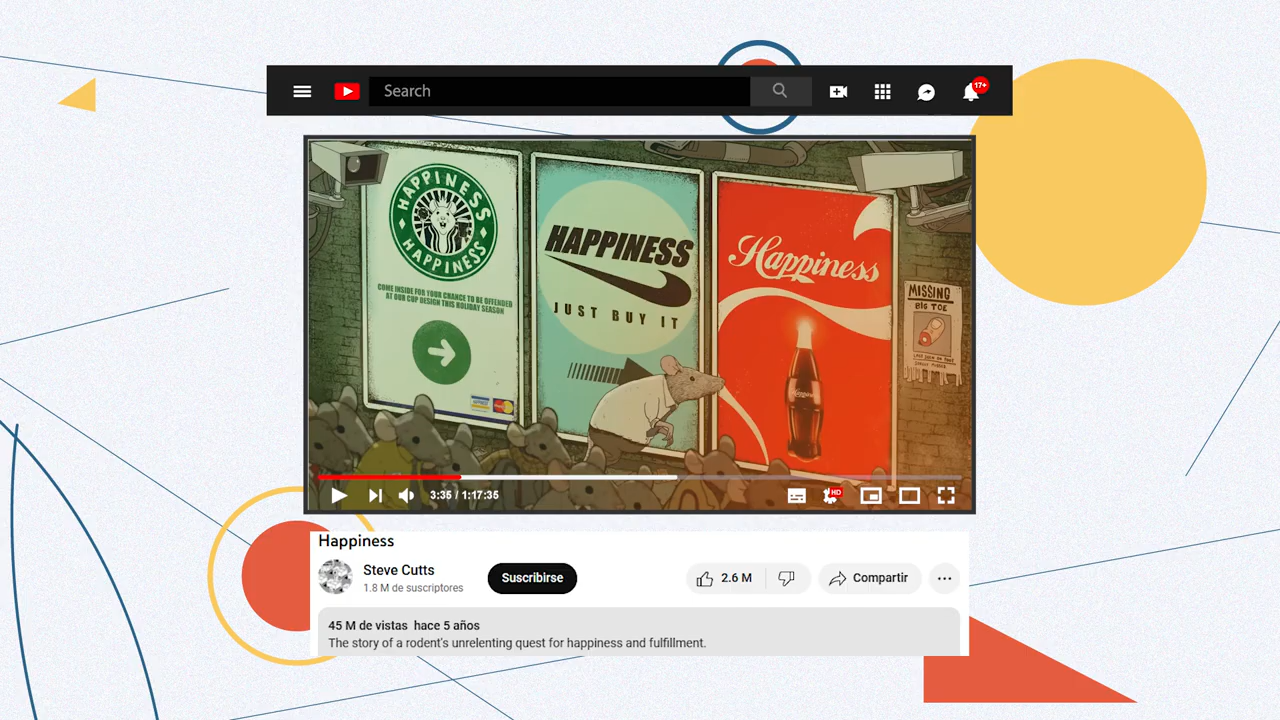 Search
17+
HAPPINESS
HAPPINESS
COME INSIDE FOR YOUR CHANCE TO BE OFFENDED
AT OUR CUP DESIGN THIS HOLIDAY SEASON
HAPPINESS
JUST BUY IT
Happiness
MISSING
BIG TOE
3:35 / 1:17:35
HD
Happiness
Steve Cutts
1.8 M de suscriptores
Suscribirse
2.6 M
Compartir
45 M de vistas hace 5 años
The story of a rodent's unrelenting quest for happiness and fulfillment.